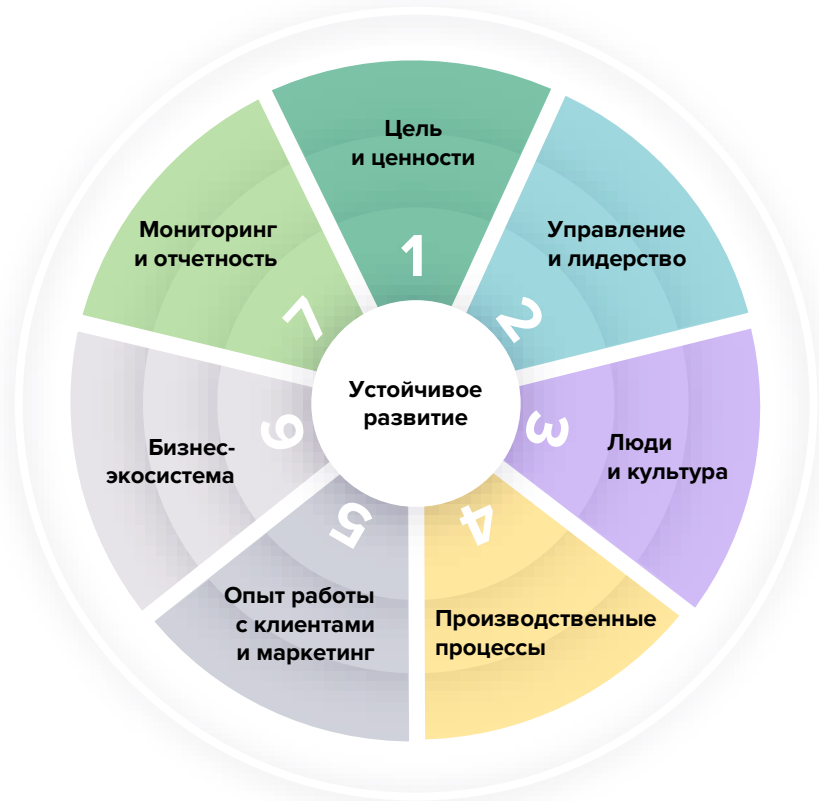 Устойчивое
развитие
1
Цель
и ценности
2
Управление
и лидерство
3
Люди
и культура
4
Производственные
процессы
5
Опыт работы
с клиентами
и маркетинг
6
Бизнес-
экосистема
7
Мониторинг
и отчетность